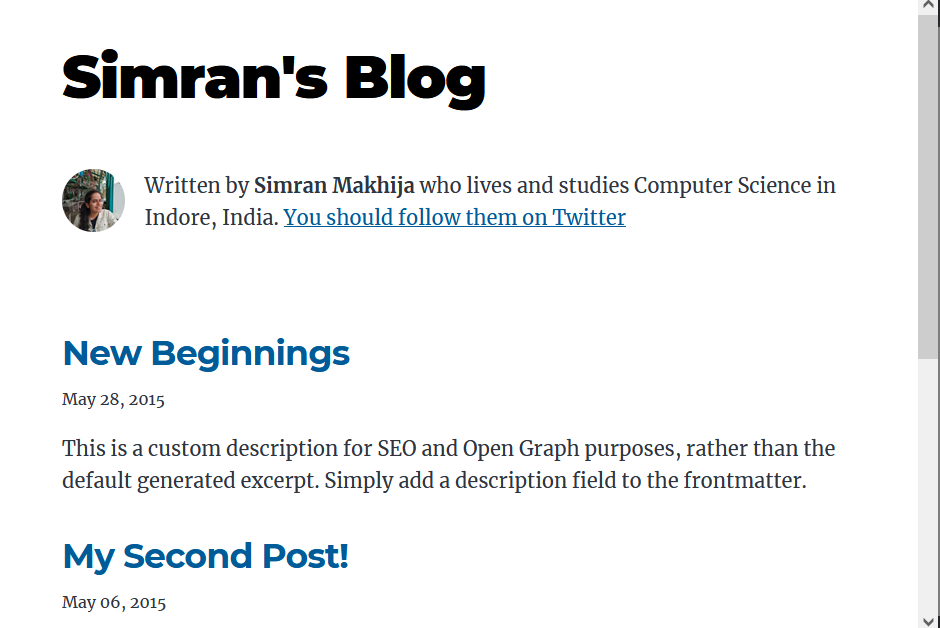 Simran's Blog
Written by Simran Makhija who lives and studies Computer Science in
Indore, India. You should follow them on Twitter
New Beginnings
May 28, 2015
This is a custom description for SEO and Open Graph purposes, rather than the
default generated excerpt. Simply add a description field to the frontmatter.
My Second Post!
May 06, 2015